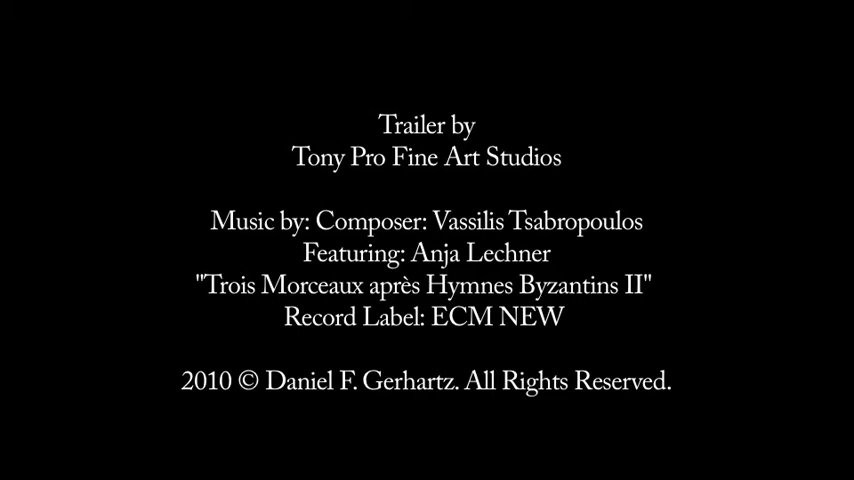 Trailer by
Tony Pro Fine Art Studios
Music by: Composer: Vassilis Tsabropoulos
Featuring: Anja Lechner
"Trois Morceaux après Hymnes Byzantins II"
Record Label: ECM NEW
2010 © Daniel F. Gerhartz. All Rights Reserved.